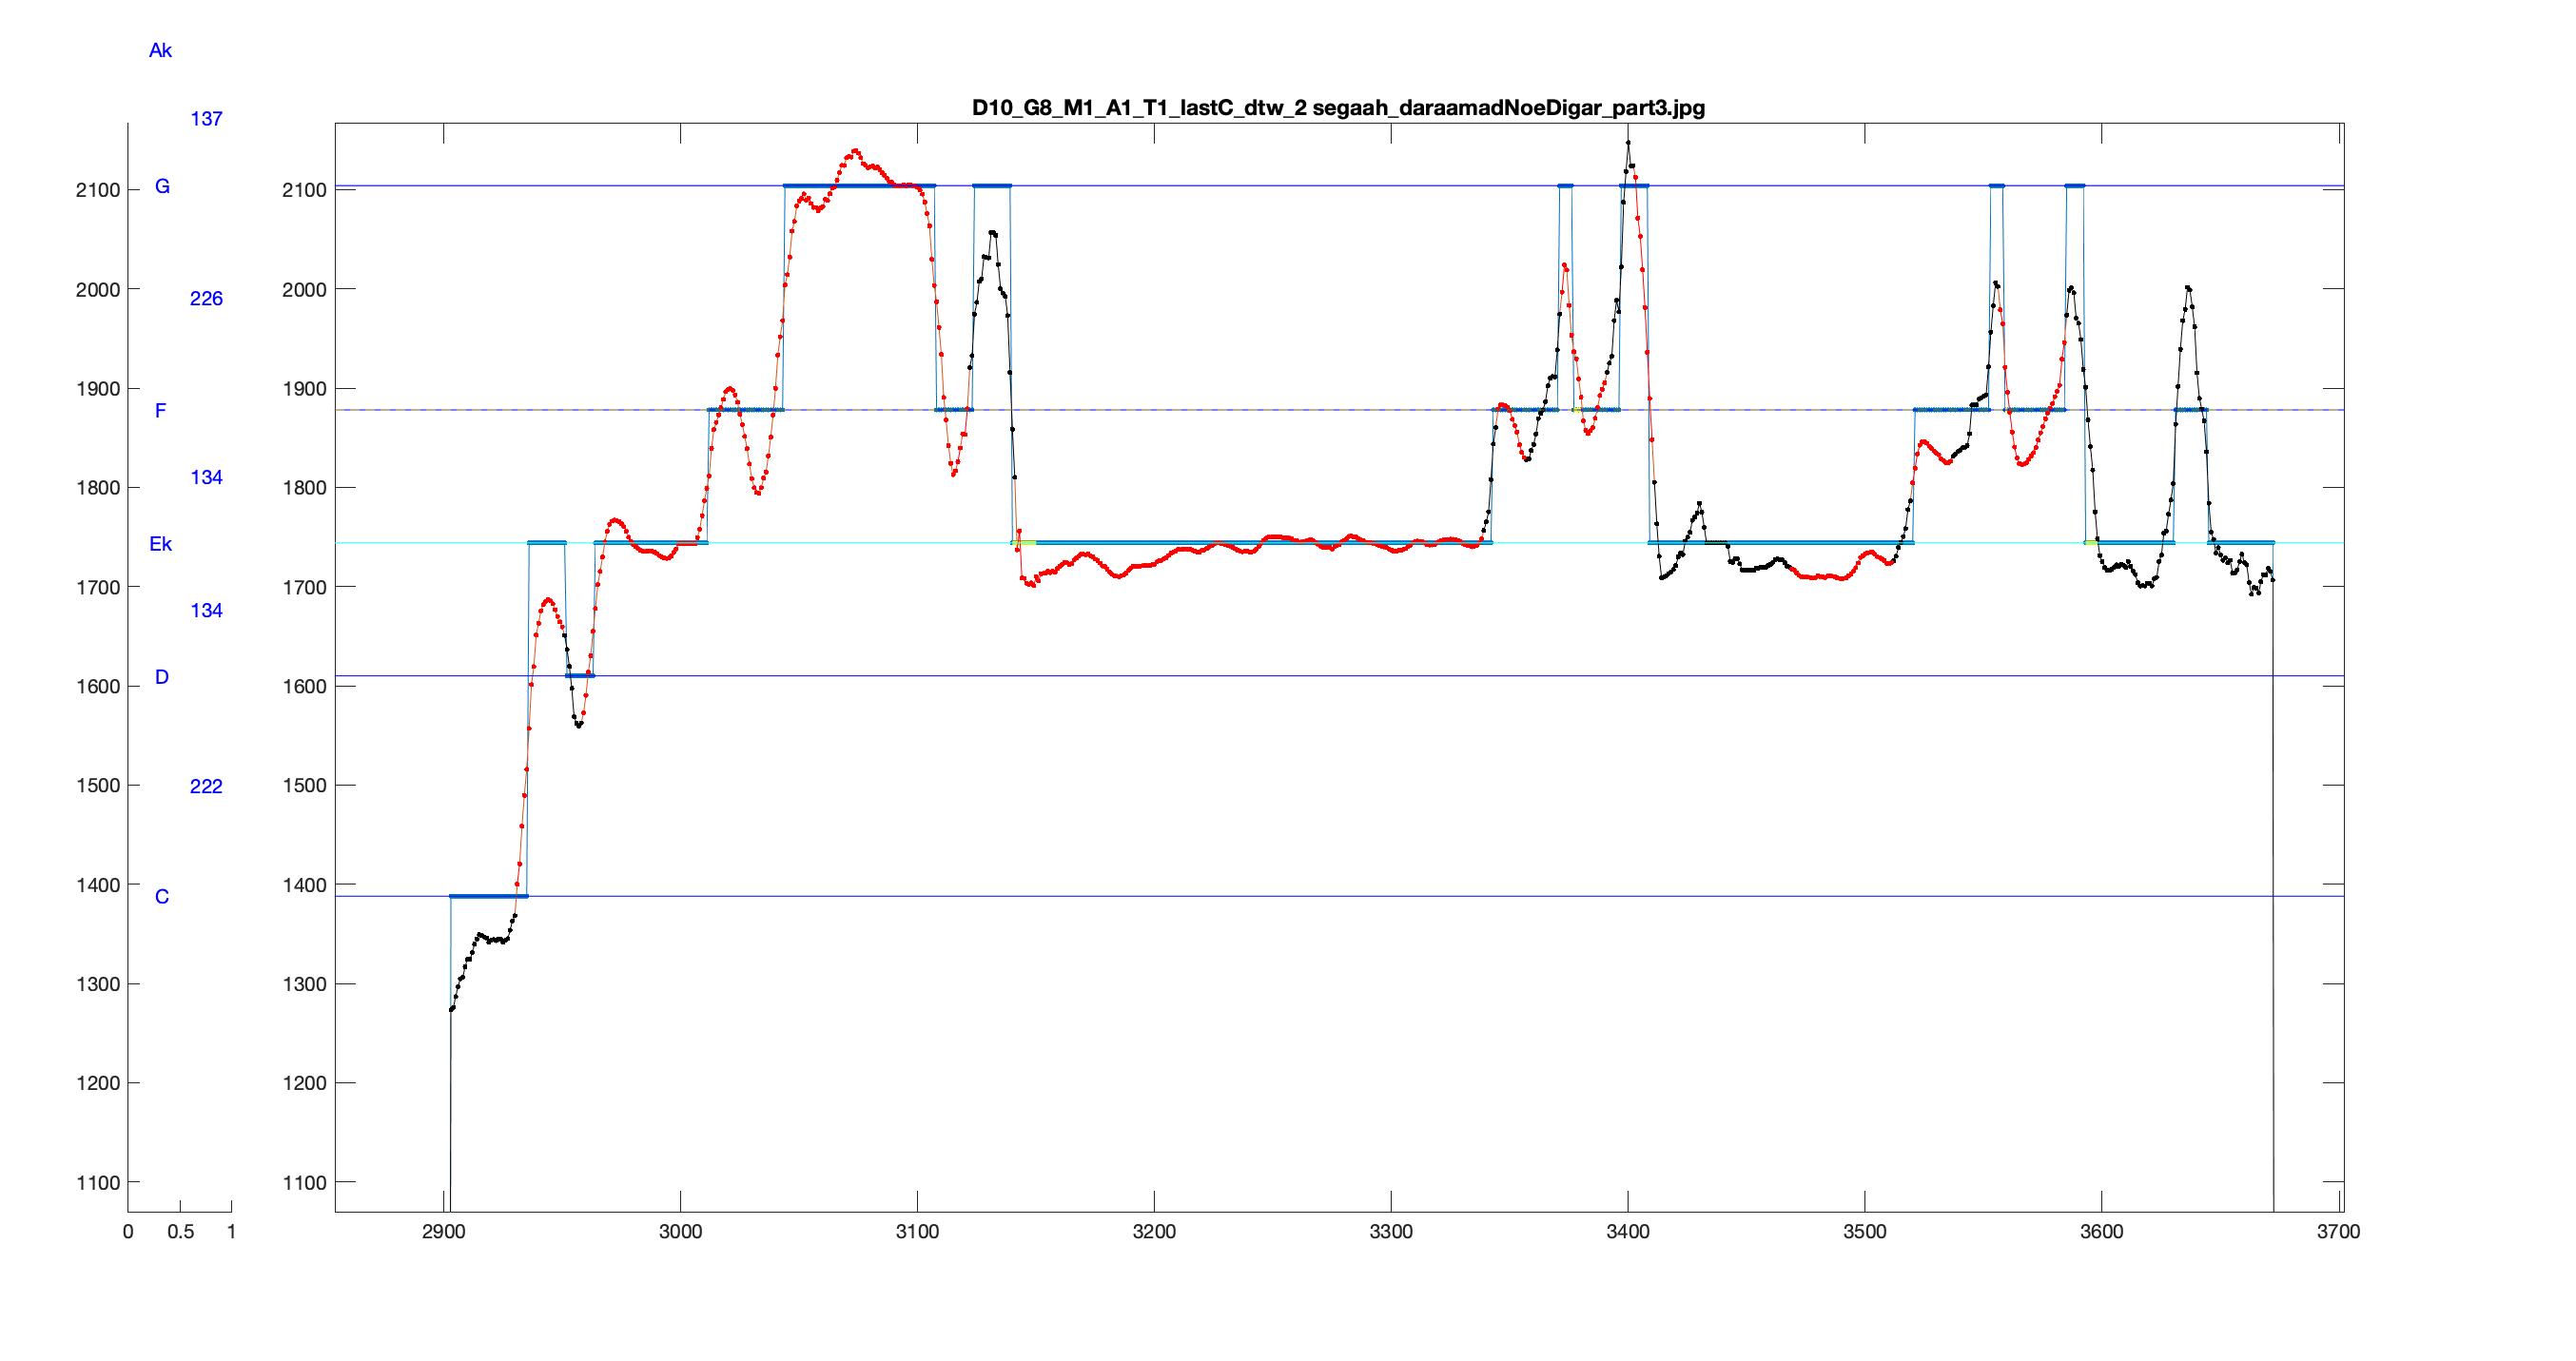 Ak
D10_G8_M1_A1_T1_lastC_dtw_2 segaah_daraamadNoeDigar_part3.jpg
137
2100 G 2100
2000 226 2000
1900 1900
F
1800 134 1800
Ek
1700 1700
134
1600 D 1600
1500 222 1500
1400 C 1400
1300 1300
1200 1200
1100 1100
0 0.5 1 2900 3000 3100 3200 3300 3400 3500 3600 3700